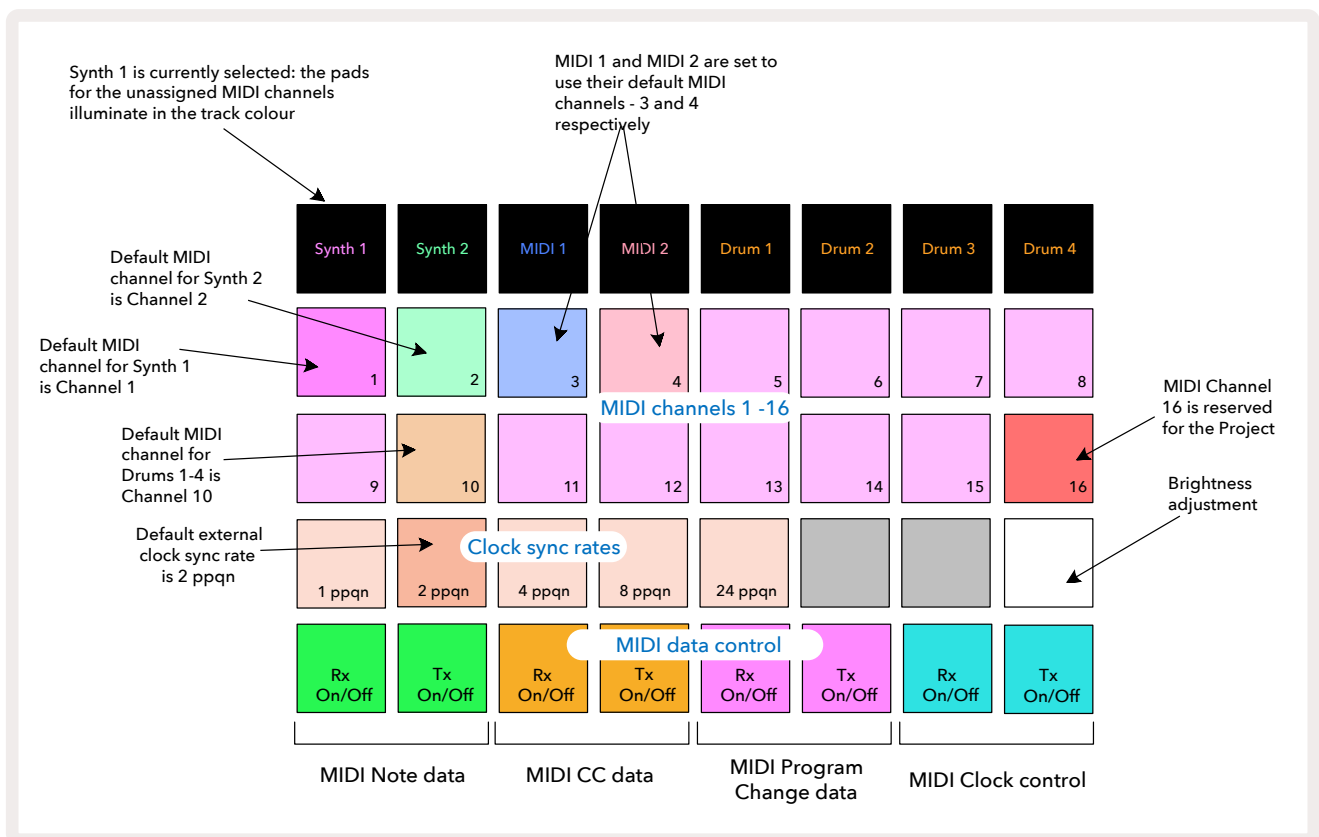 Synth 1 is currently selected: the pads
for the unassigned MIDI channels
illuminate in the track colour
MIDI 1 and MIDI 2 are set to
use their default MIDI
channels - 3 and 4
respectively
Synth 1
Synth 2
MIDI 1
MIDI 2
Drum 1
Drum 2
Drum 3
Drum 4
Default MIDI
channel for Synth 2
is Channel 2
Default MIDI
channel for Synth 1
is Channel 1
1
2
3
4
5
6
7
8
MIDI channels 1 -16
MIDI Channel
16 is reserved
for the Project
Default MIDI
channel for
Drums 1-4 is
Channel 10
9
10
11
12
13
14
15
16
Brightness
adjustment
Default external
clock sync rate
is 2 ppqn
Clock sync rates
1 ppqn
2 ppqn
4 ppqn
8 ppqn
24 ppqn
MIDI data control
Rx
On/Off
Tx
On/Off
Rx
On/Off
Tx
On/Off
Rx
On/Off
Tx
On/Off
Rx
On/Off
Tx
On/Off
MIDI Note data
MIDI CC data
MIDI Program
Change data
MIDI Clock control